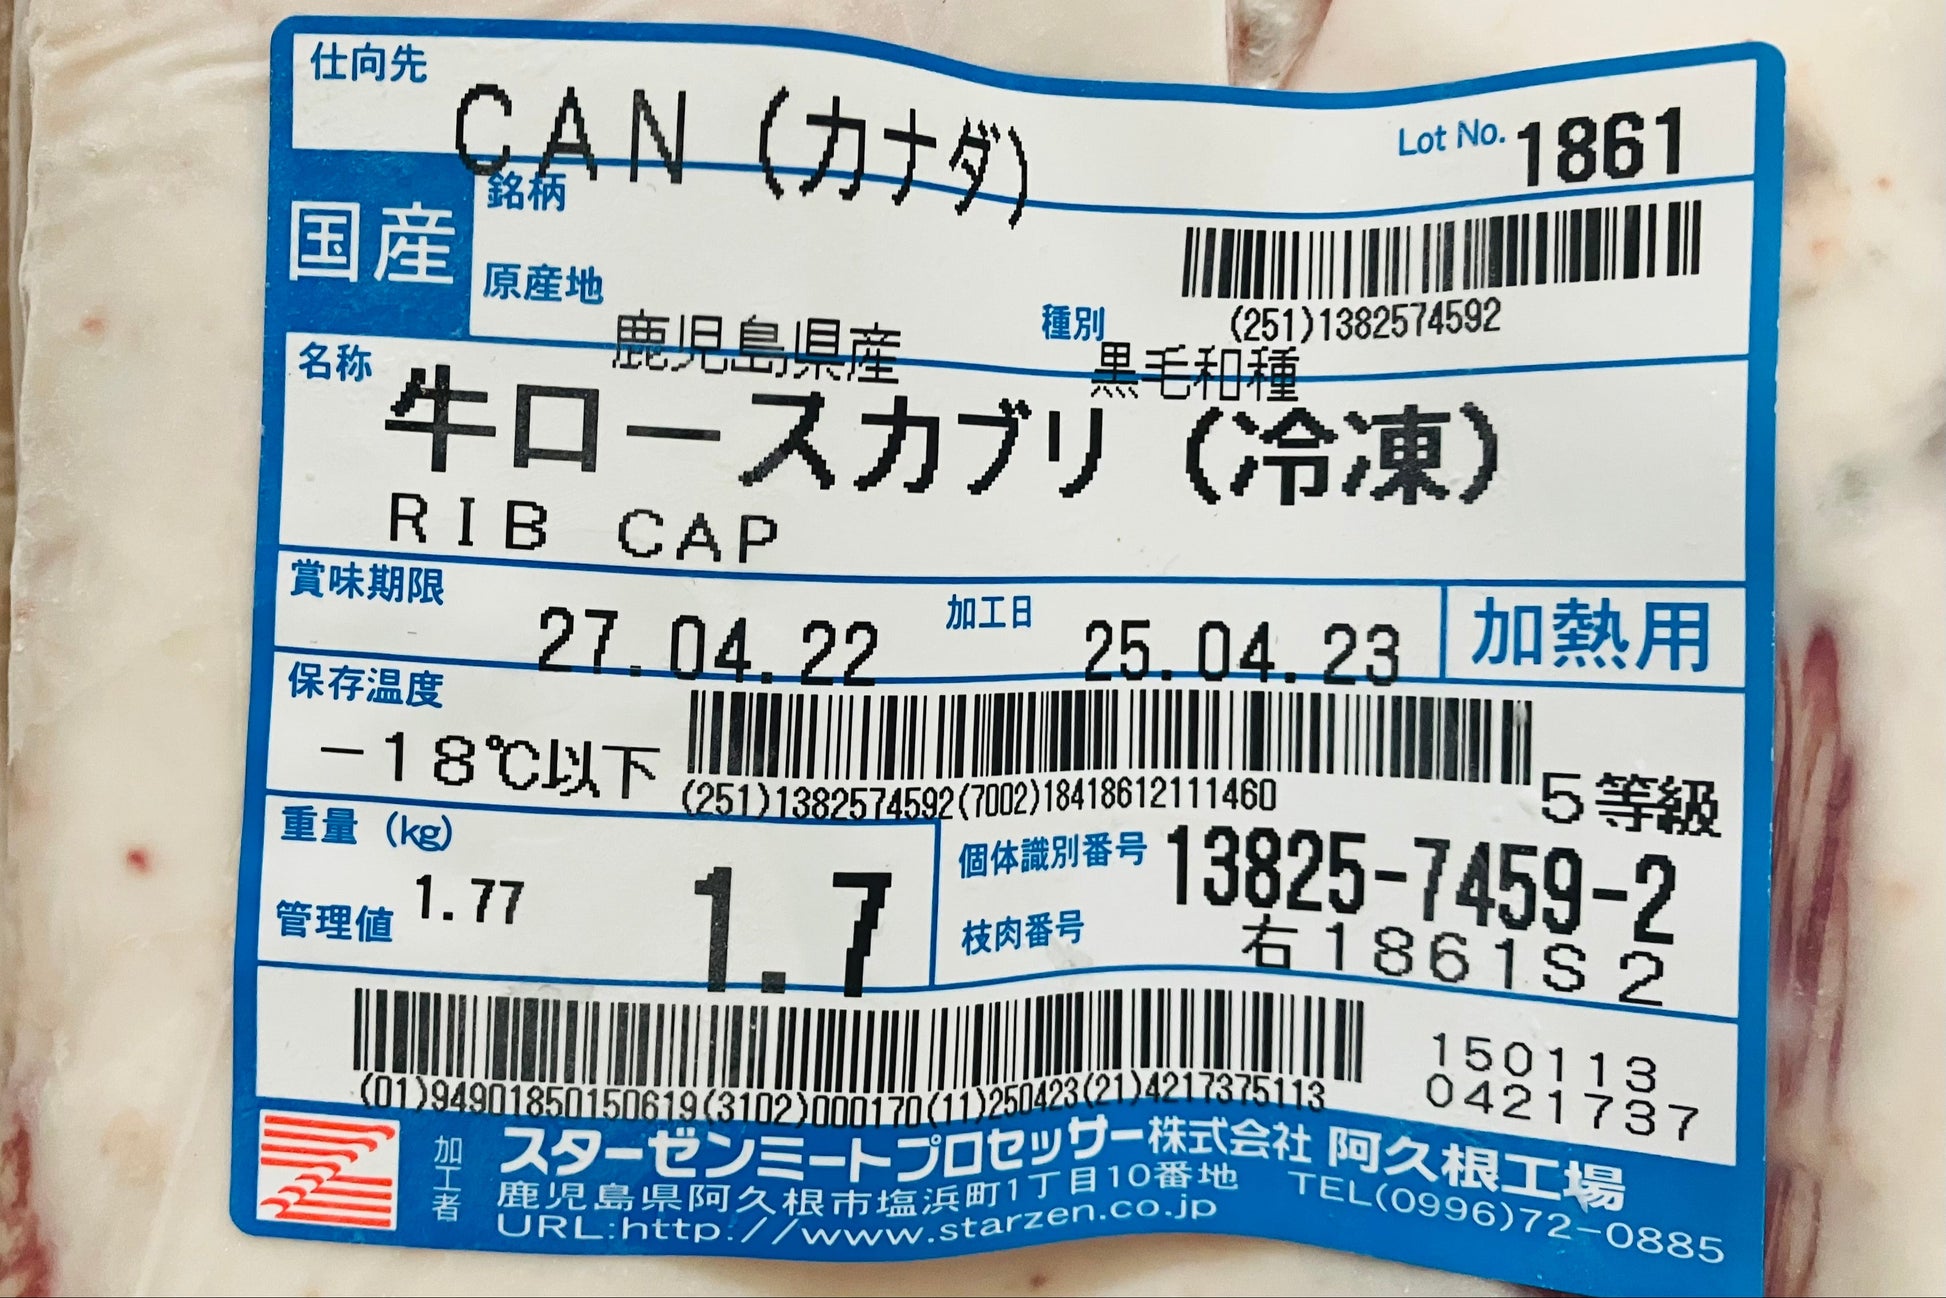 仕向先
CAN (カナダ)
Lot No. 1861
国産
銘柄
原産地
鹿児島県産
種別
黒毛和種
(251)1382574592
名称
牛ロースカブリ (冷凍)
RIB CAP
賞味期限
27.04.22
加工日
25.04.23
加熱用
保存温度
-18℃以下
(251)1382574592(7002)18418612111460
5等級
重量 (kg)
1.7
管理値 1.77
個体識別番号 13825-7459-2
枝肉番号 右1861S2
(01)94901850150619(3102)000170(11)250423(21)4217375113
150113
0421737
加工者
スターゼンミートプロセッサー株式会社 阿久根工場
鹿児島県阿久根市塩浜町1丁目10番地 TEL(0996)72-0885
URL:http://www.starzen.co.jp